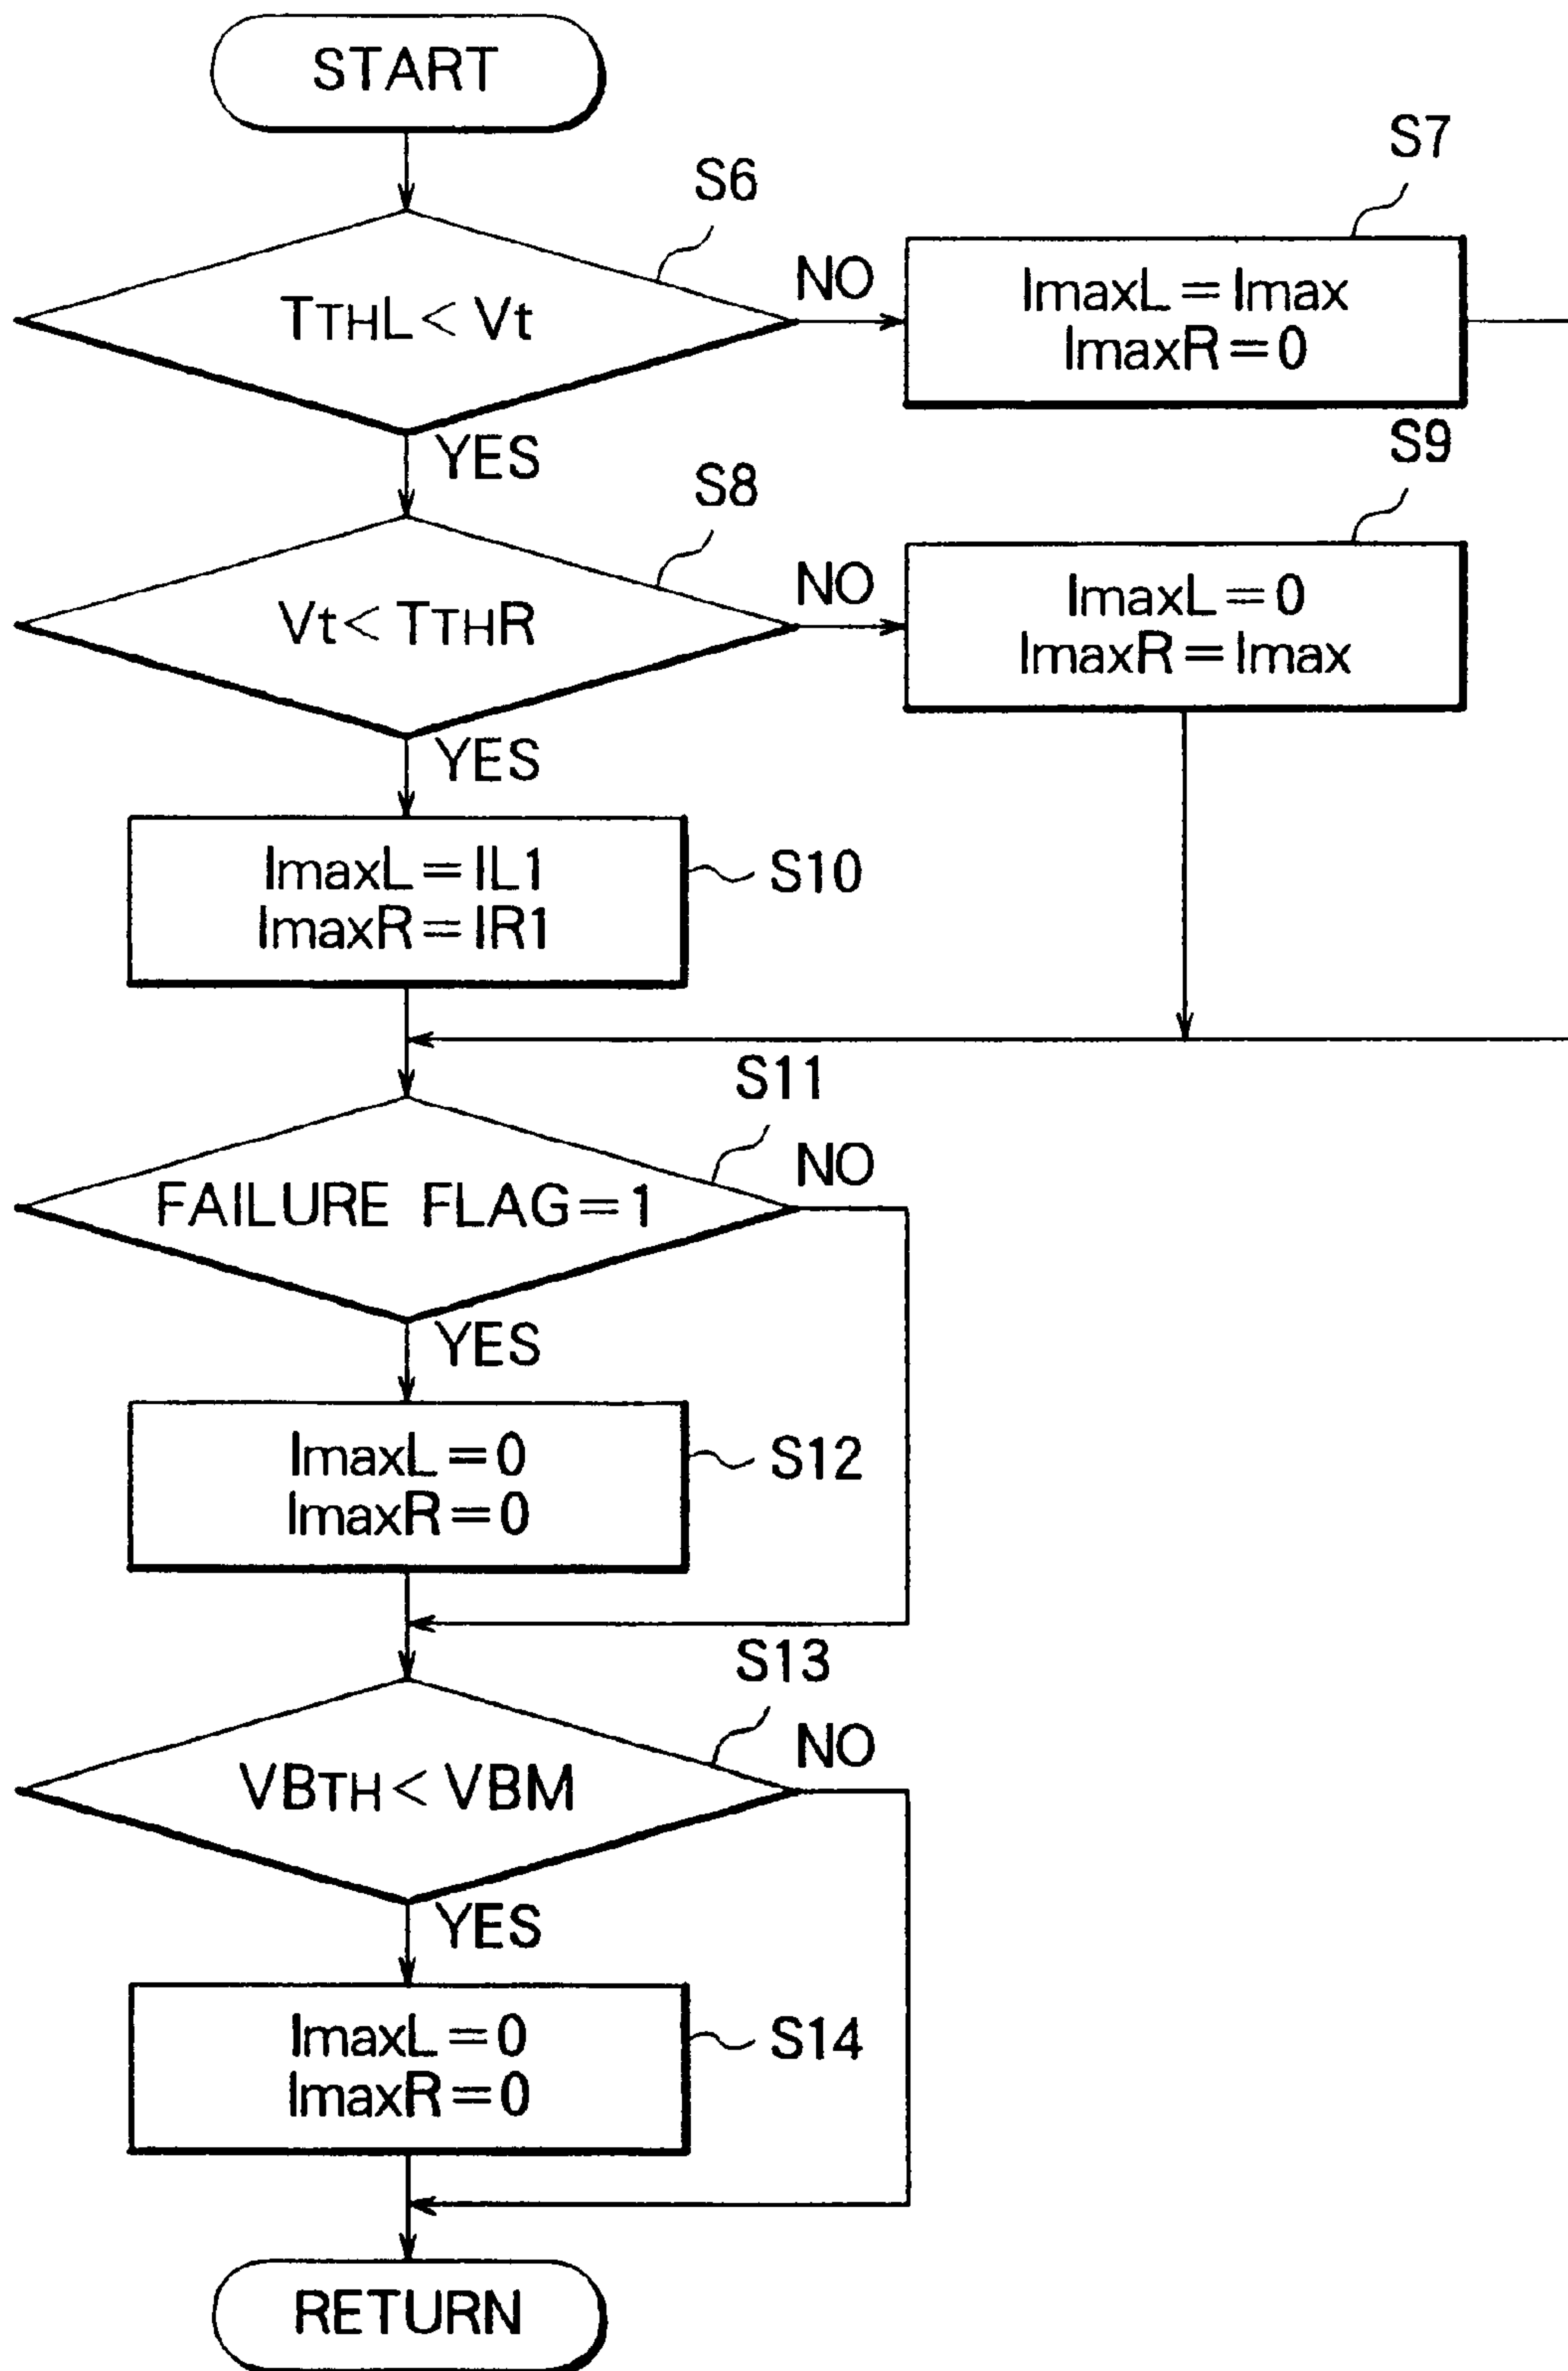 START
S6
TTHL < Vt
NO
S7
ImaxL = Imax
ImaxR = 0
YES
S8
Vt < TTHR
NO
S9
ImaxL = 0
ImaxR = Imax
YES
ImaxL = IL1
ImaxR = IR1
S10
S11
FAILURE FLAG = 1
NO
YES
ImaxL = 0
ImaxR = 0
S12
S13
VBTH < VBM
NO
YES
ImaxL = 0
ImaxR = 0
S14
RETURN